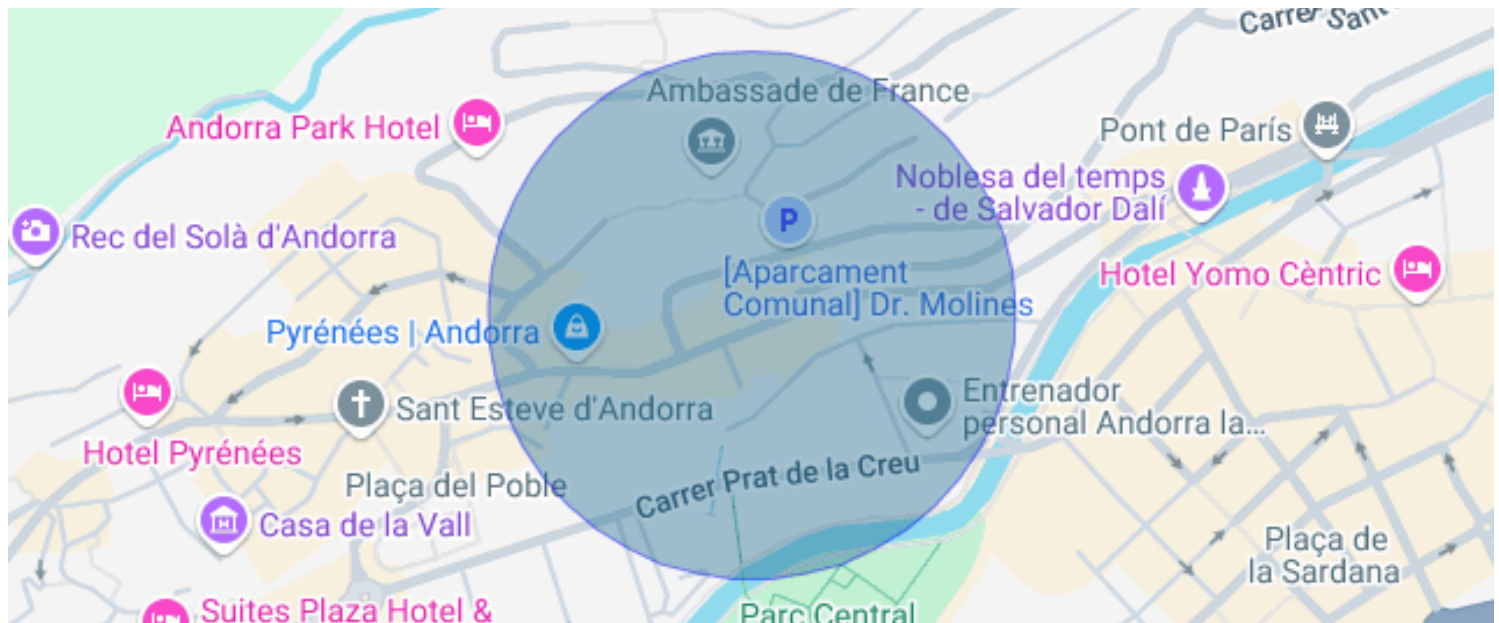 Carrer Sant
Ambassade de France
Andorra Park Hotel
Pont de París
Noblesa del temps
- de Salvador Dalí
P
Rec del Solà d'Andorra
[Aparcament
Comunal] Dr. Molines
Hotel Yomo Cèntric
Pyrénées | Andorra
Entrenador
personal Andorra la...
Sant Esteve d'Andorra
Hotel Pyrénées
Carrer Prat de la Creu
Plaça del Poble
Casa de la Vall
Plaça de
la Sardana
Suites Plaza Hotel &
Parc Central